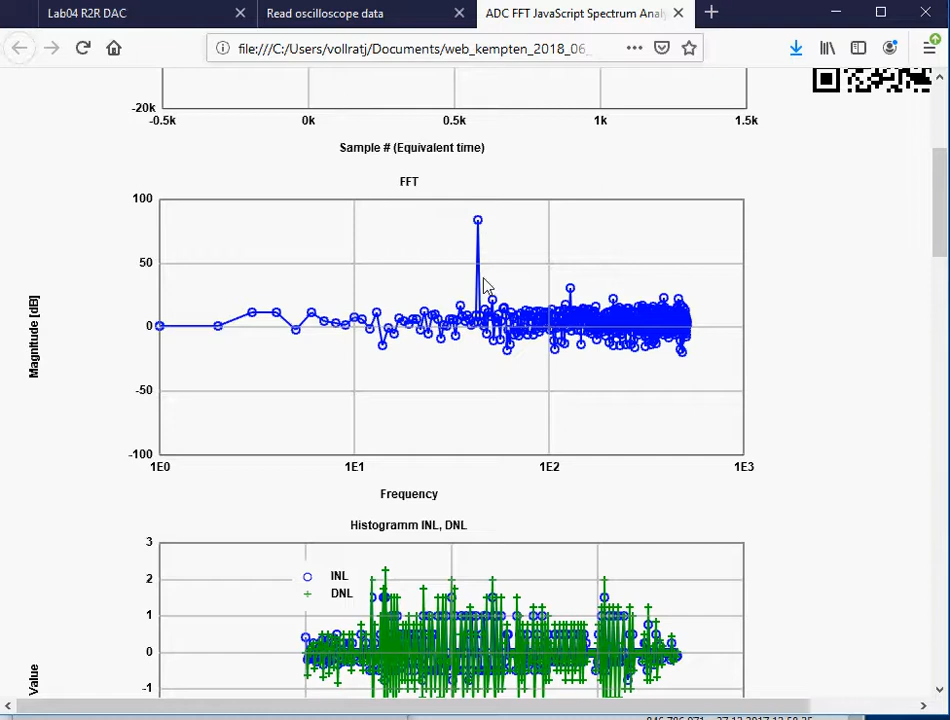 Lab04 R2R DAC
Read oscilloscope data
ADC FFT JavaScript Spectrum Anal
file:///C:/Users/vollratj/Documents/web_kempten_2018_06_
-20k
-0.5k 0k 0.5k 1k 1.5k
Sample # (Equivalent time)
FFT
100
50
0
-50
-100
Magnitude [dB]
1E0 1E1 1E2 1E3
Frequency
Histogramm INL, DNL
3
2
1
0
-1
INL
DNL
Value